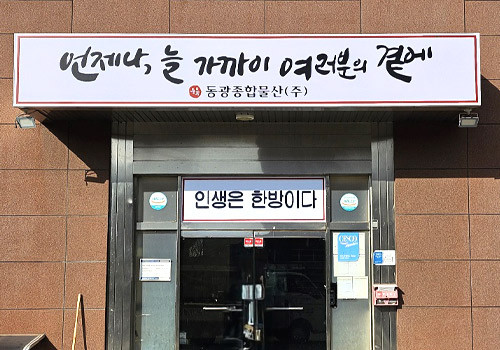 언제나, 늘 가까이 여러분의 곁에
동광종합물산(주)
인생은 한방이다